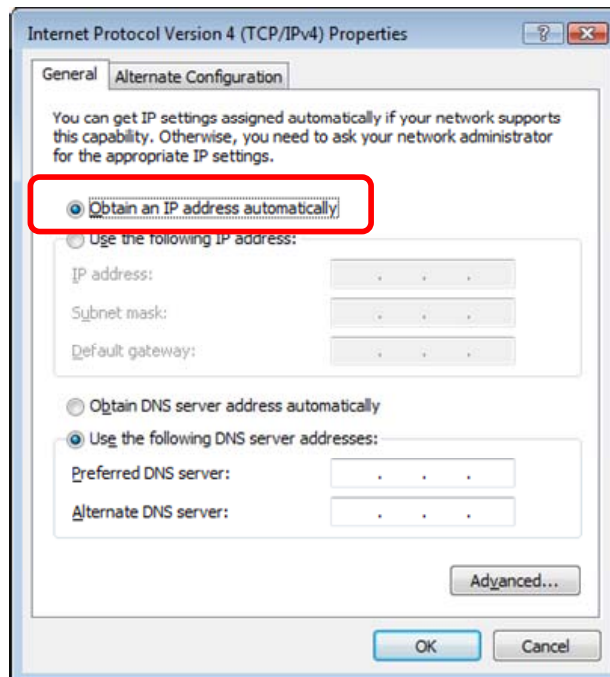 Internet Protocol Version 4 (TCP/IPv4) Properties
General
Alternate Configuration
You can get IP settings assigned automatically if your network supports
this capability. Otherwise, you need to ask your network administrator
for the appropriate IP settings.
Obtain an IP address automatically
Use the following IP address:
IP address:
Subnet mask:
Default gateway:
Obtain DNS server address automatically
Use the following DNS server addresses:
Preferred DNS server:
Alternate DNS server:
Advanced...
OK
Cancel